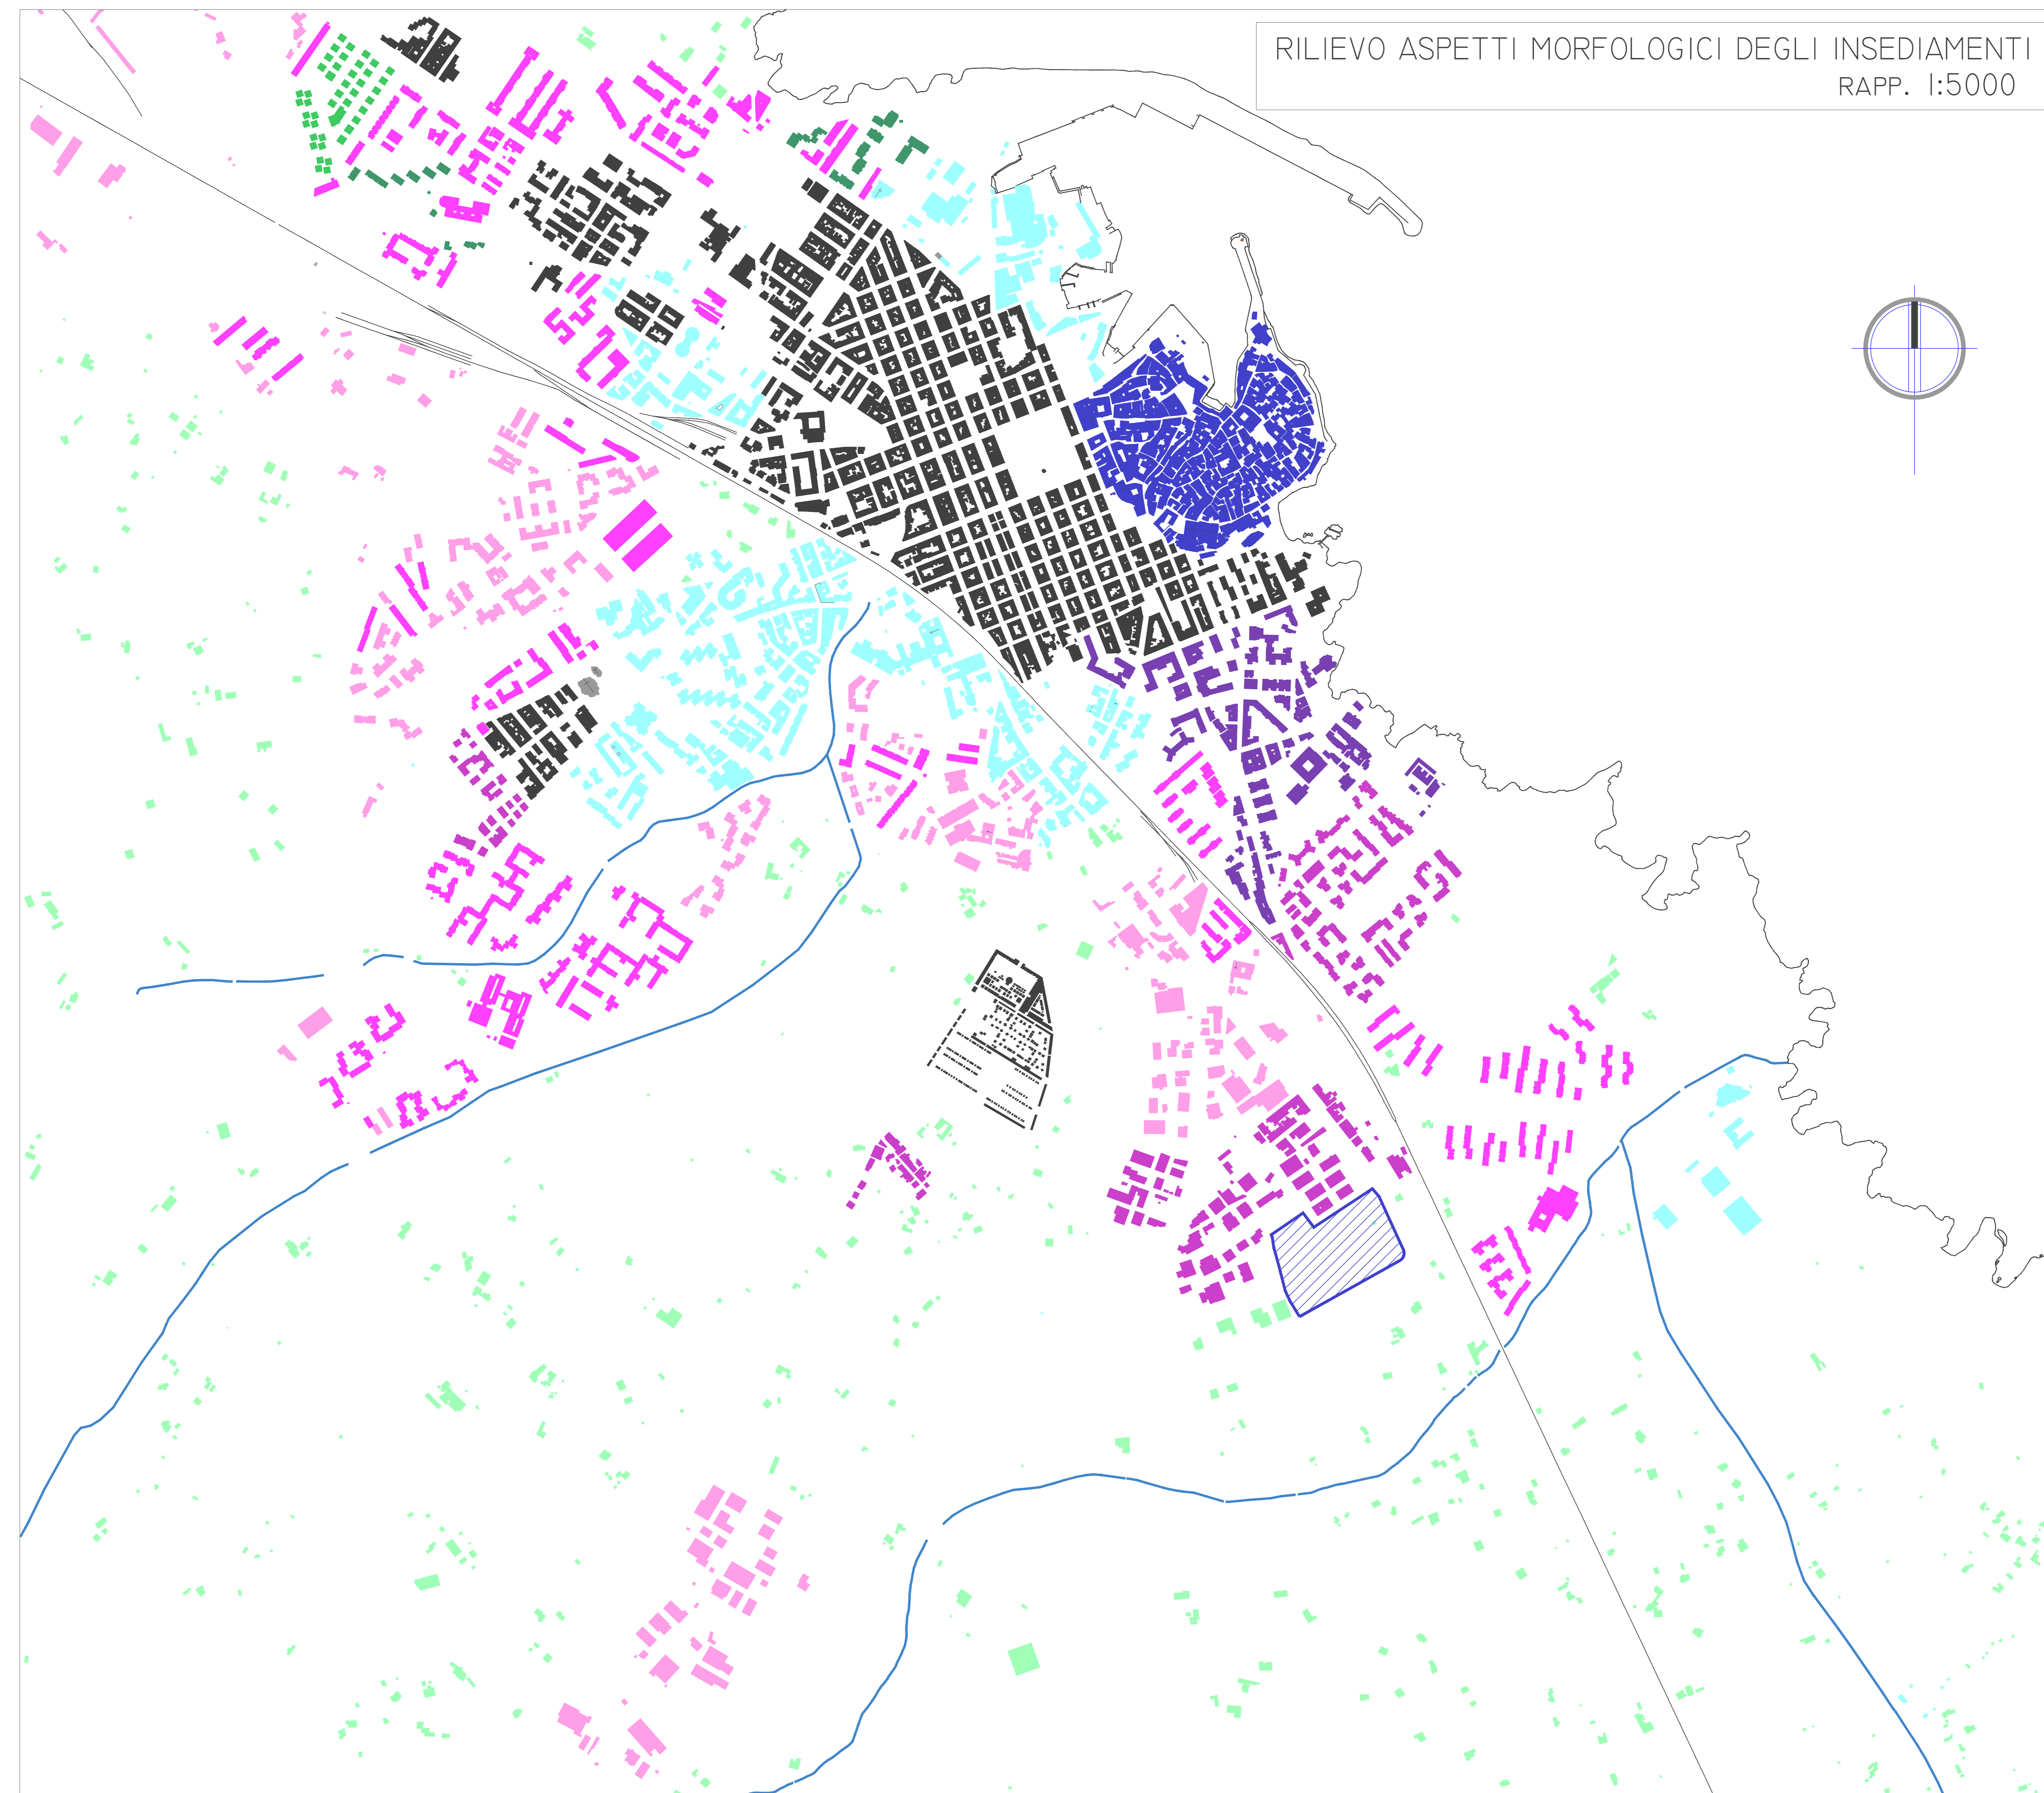 RILIEVO ASPETTI MORFOLOGICI DEGLI INSEDIAMENTI
RAPP. 1:5000